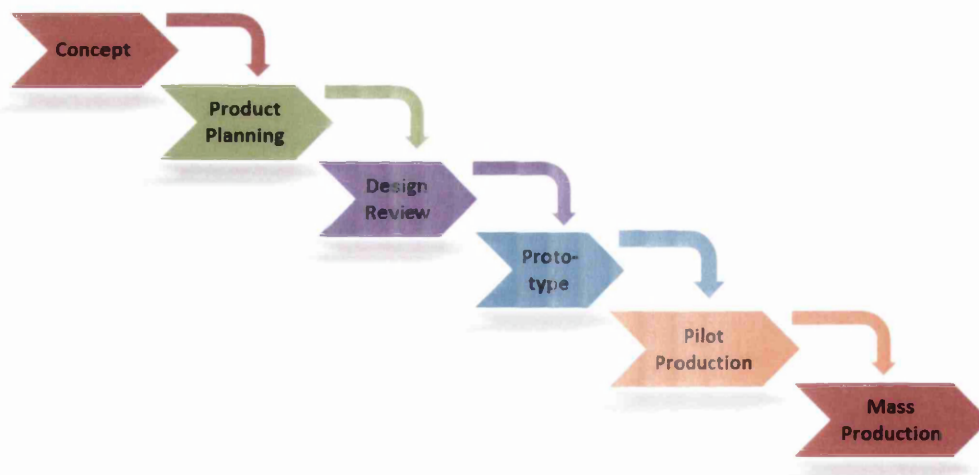 Concept
Product
Planning
Design
Review
Proto-
type
Pilot
Production
Mass
Production